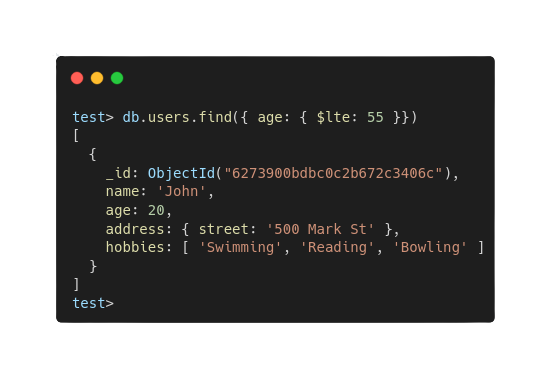 test> db.users.find({ age: { $lte: 55 }})
[
  {
    _id: ObjectId("6273900bdbc0c2b672c3406c"),
    name: 'John',
    age: 20,
    address: { street: '500 Mark St' },
    hobbies: [ 'Swimming', 'Reading', 'Bowling' ]
  }
]
test>